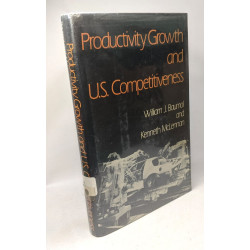 Productivity Growth
and
U.S. Competitiveness
William J. Baumol
and
Kenneth McLennan
Productivity Growth and U.S. C